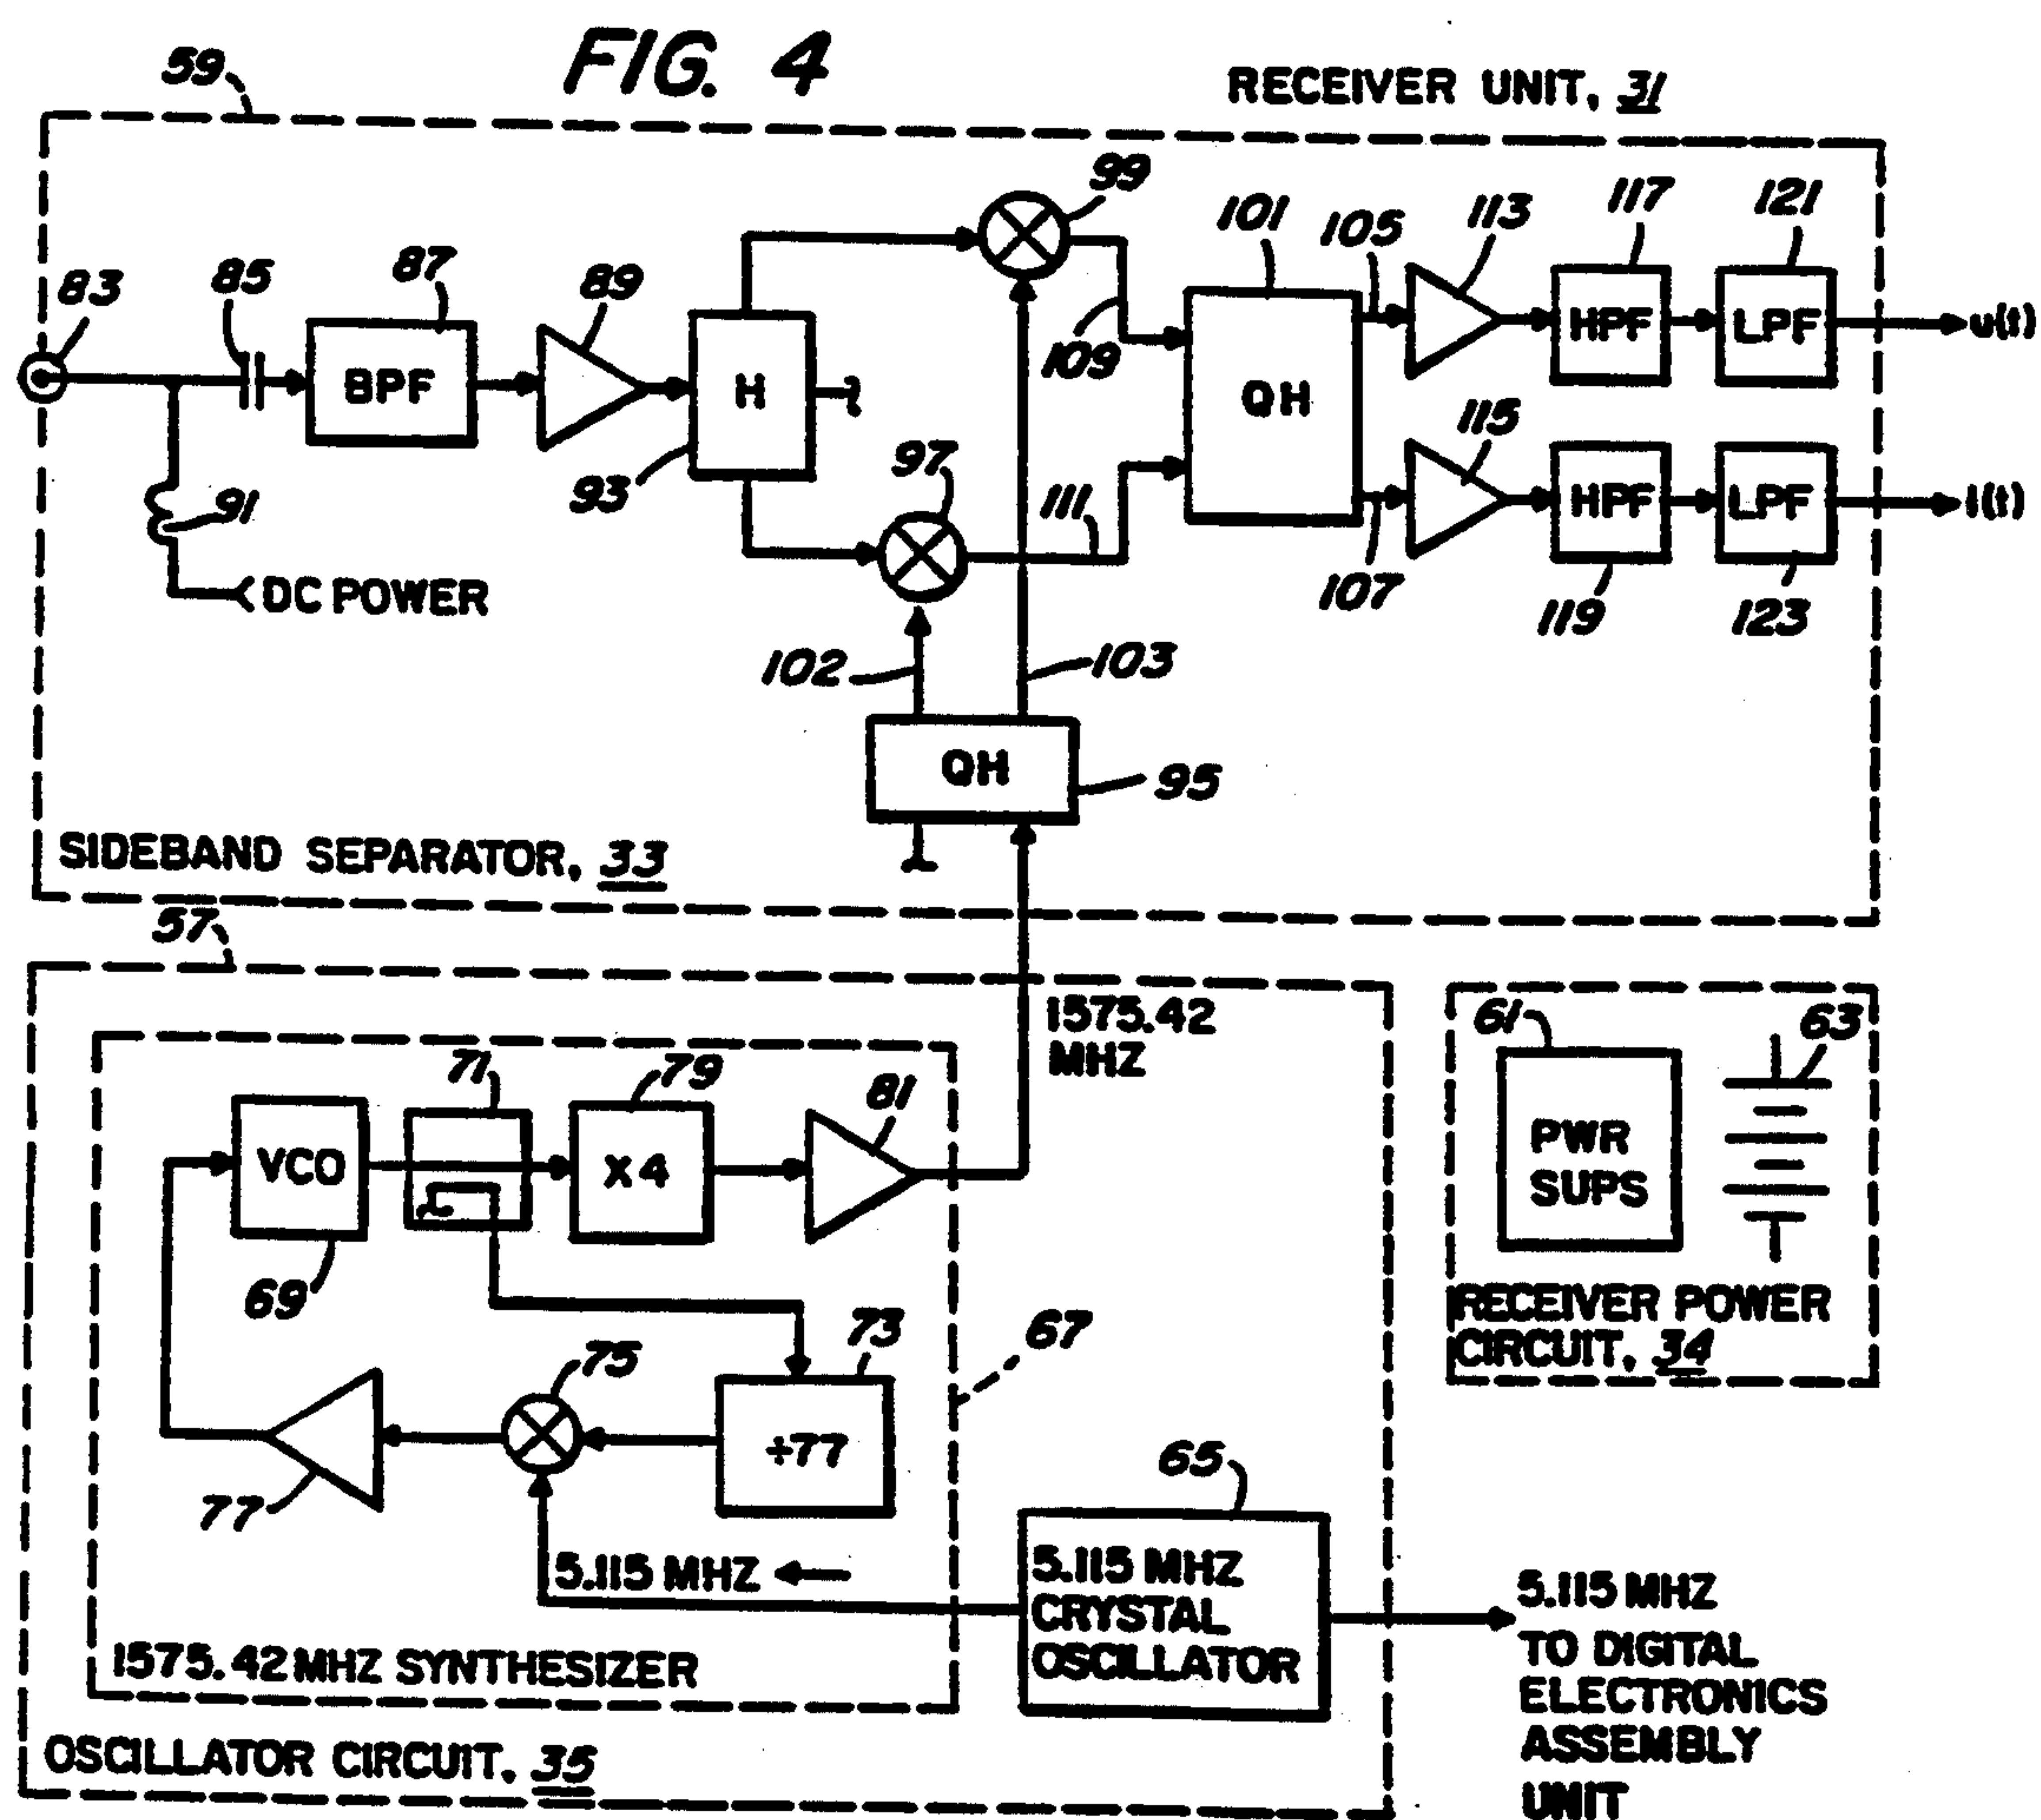 FIG. 4
59
RECEIVER UNIT, 31
83
85
87
89
99
101
105
113
117
121
BPF
H
109
QH
HPF
LPF
u(t)
91
93
97
111
115
HPF
LPF
l(t)
DC POWER
107
119
123
102
103
QH
95
SIDEBAND SEPARATOR, 33
57
1575.42
MHZ
61
63
71
79
81
VCO
X4
PWR
SUPS
69
RECEIVER POWER
CIRCUIT, 34
75
73
67
÷77
77
65
5.115 MHZ
5.115 MHZ
CRYSTAL
OSCILLATOR
5.115 MHZ
TO DIGITAL
ELECTRONICS
ASSEMBLY
UNIT
1575.42 MHZ SYNTHESIZER
OSCILLATOR CIRCUIT, 35